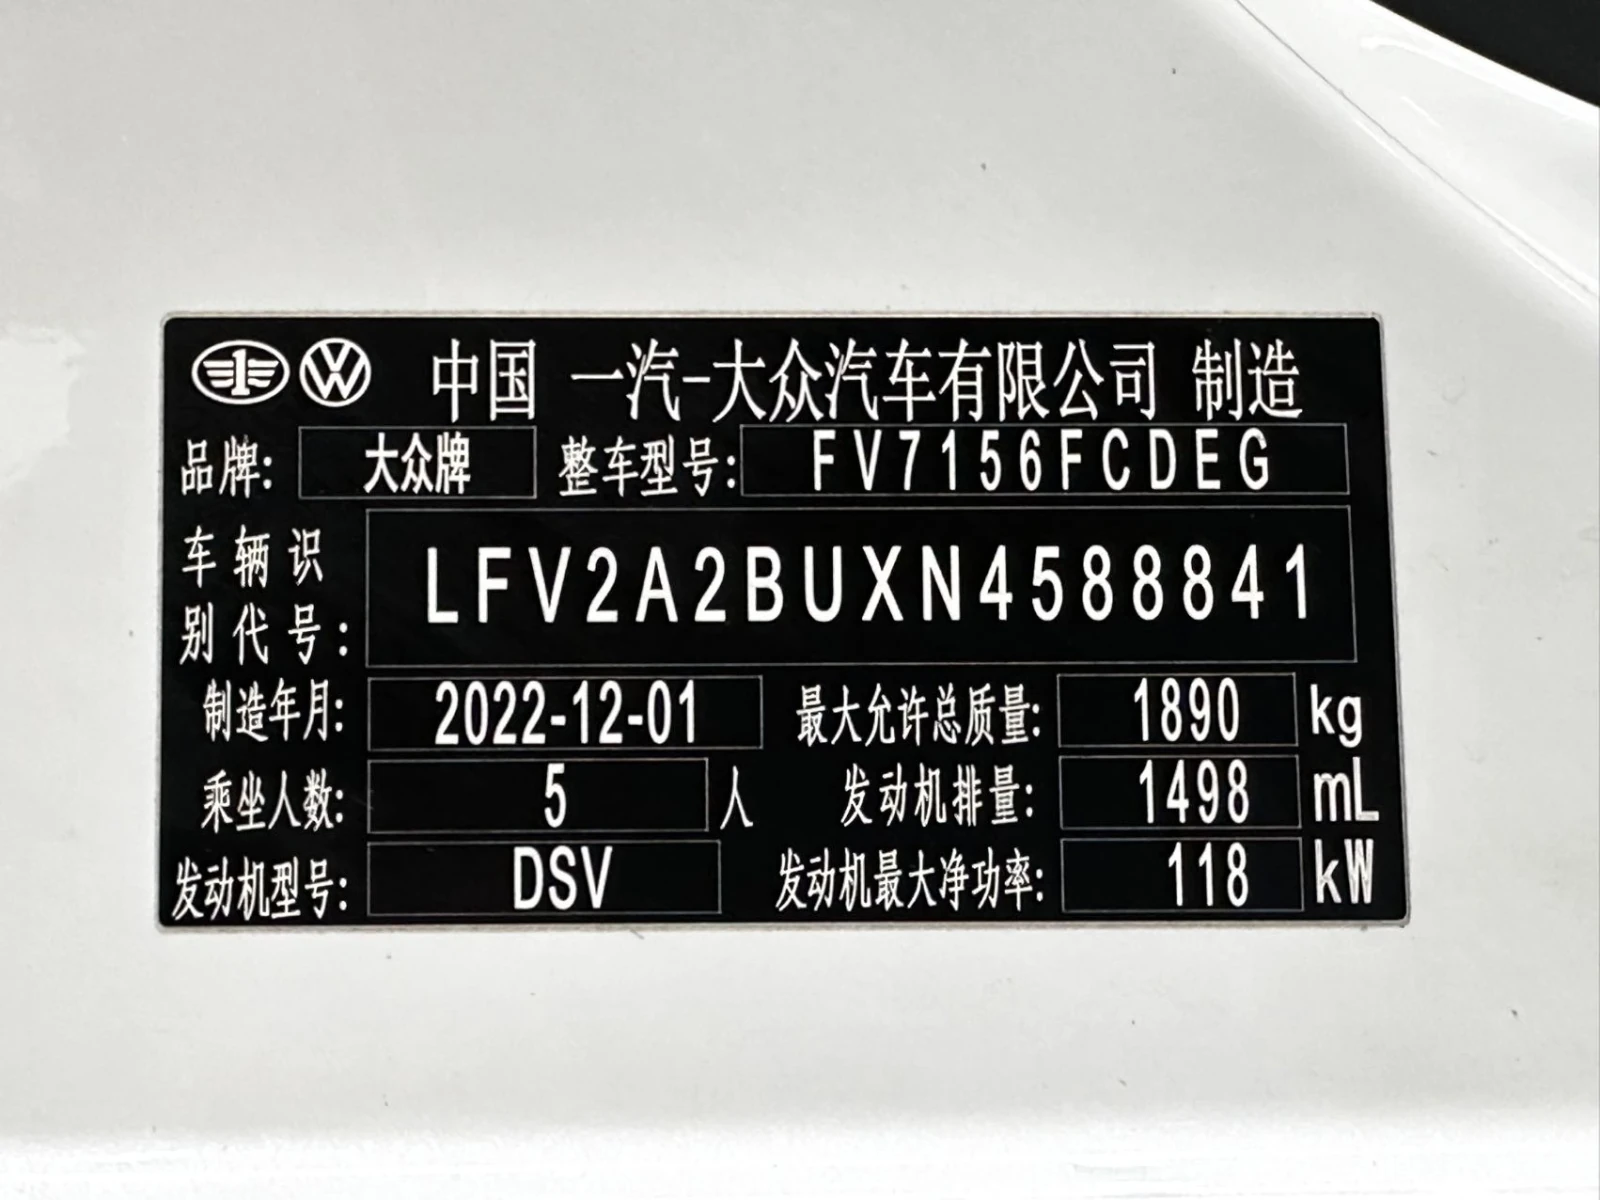 中国 一汽-大众汽车有限公司 制造
品牌: 大众牌 整车型号: FV7156FCDEG
车辆识别代号: LFV2A2BUXN4588841
制造年月: 2022-12-01 最大允许总质量: 1890 kg
乘坐人数: 5 人 发动机排量: 1498 mL
发动机型号: DSV 发动机最大净功率: 118 kW